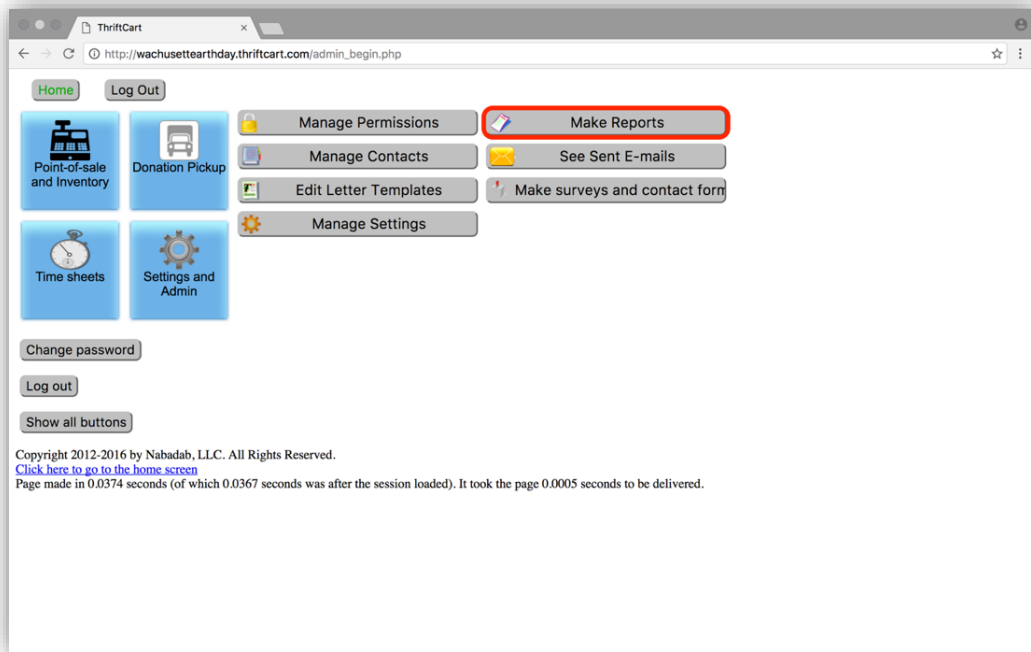 ThriftCart
http://wachusettearthday.thriftcart.com/admin_begin.php
Home
Log Out
Point-of-sale
and Inventory
Donation Pickup
Time sheets
Settings and
Admin
Manage Permissions
Manage Contacts
Edit Letter Templates
Manage Settings
Make Reports
See Sent E-mails
Make surveys and contact form
Change password
Log out
Show all buttons
Copyright 2012-2016 by Nabadab, LLC. All Rights Reserved.
Click here to go to the home screen
Page made in 0.0374 seconds (of which 0.0367 seconds was after the session loaded). It took the page 0.0005 seconds to be delivered.